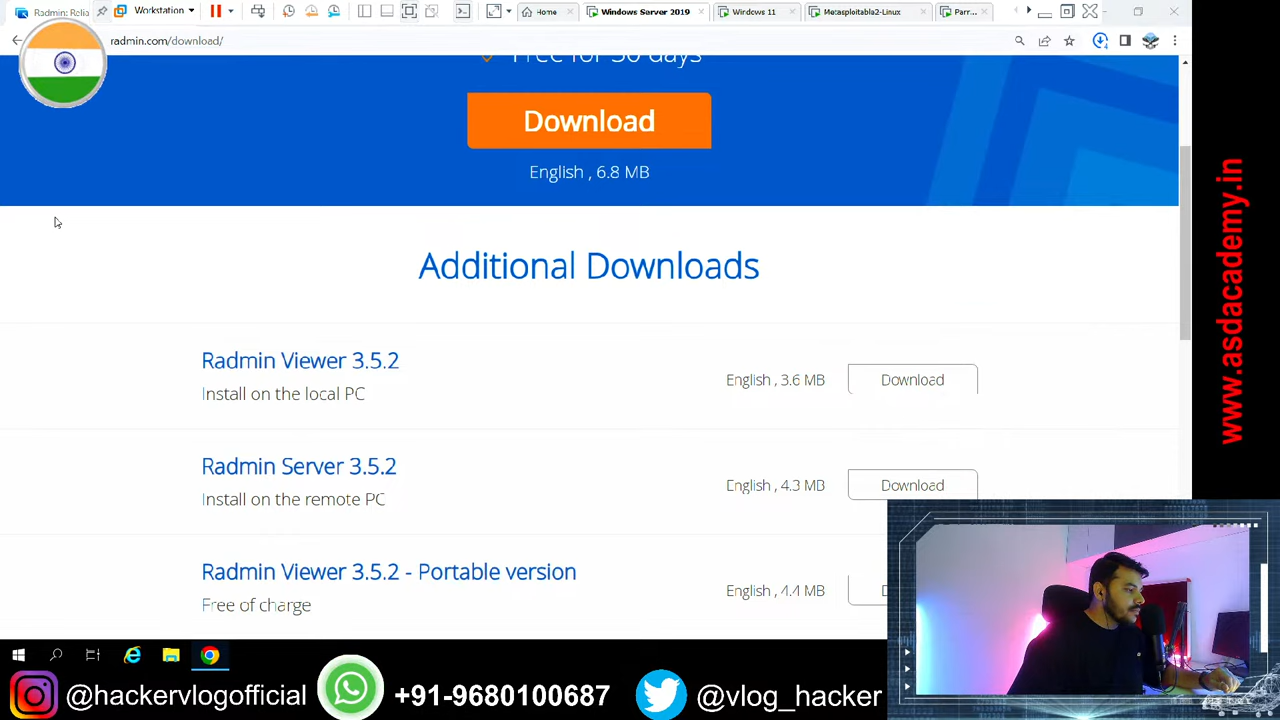 Radmin: Relia
Workstation
Home
Windows Server 2019
Windows 11
Metasploitable2-Linux
Parr...
radmin.com/download/
Free for 30 days
Download
English , 6.8 MB
Additional Downloads
Radmin Viewer 3.5.2
Install on the local PC
English , 3.6 MB
Download
Radmin Server 3.5.2
Install on the remote PC
English , 4.3 MB
Download
Radmin Viewer 3.5.2 - Portable version
Free of charge
English , 4.4 MB
www.asdacademy.in
@hackervlogofficial
+91-9680100687
@vlog_hacker